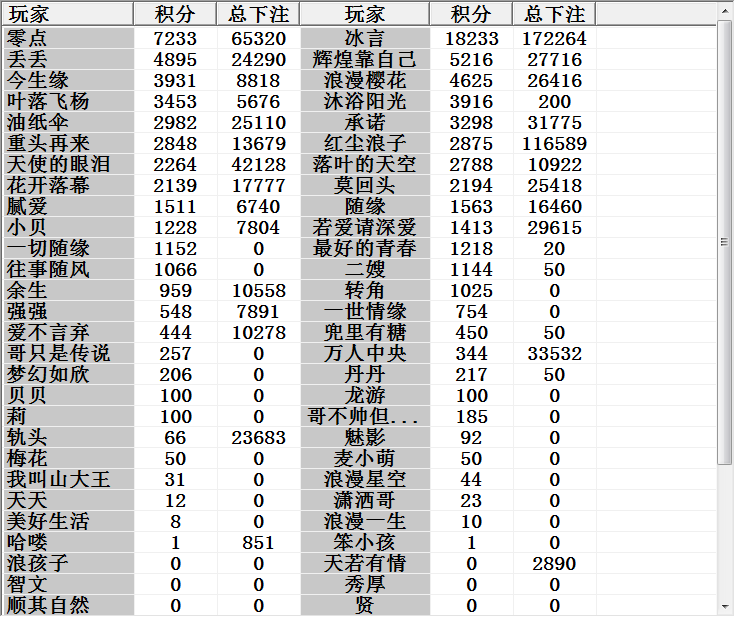 玩家 积分 总下注 玩家 积分 总下注
零点 7233 65320 冰言 18233 172264
丢丢 4895 24290 辉煌靠自己 5216 27716
今生缘 3931 8818 浪漫樱花 4625 26416
叶落飞杨 3453 5676 沐浴阳光 3916 200
油纸伞 2982 25110 承诺 3298 31775
重头再来 2848 13679 红尘浪子 2875 116589
天使的眼泪 2264 42128 落叶的天空 2788 10922
花开落幕 2139 17777 莫回头 2194 25418
腻爱 1511 6740 随缘 1563 16460
小贝 1228 7804 若爱请深爱 1413 29615
一切随缘 1152 0 最好的青春 1218 20
往事随风 1066 0 二嫂 1144 50
余生 959 10558 转角 1025 0
强强 548 7891 一世情缘 754 0
爱不言弃 444 10278 兜里有糖 450 50
哥只是传说 257 0 万人中央 344 33532
梦幻如欣 206 0 丹丹 217 50
贝贝 100 0 龙游 100 0
莉 100 0 哥不帅但... 185 0
轨头 66 23683 魅影 92 0
梅花 50 0 麦小萌 50 0
我叫山大王 31 0 浪漫星空 44 0
天天 12 0 潇洒哥 23 0
美好生活 8 0 浪漫一生 10 0
哈喽 1 851 笨小孩 1 0
浪孩子 0 0 天若有情 0 2890
智文 0 0 秀厚 0 0
顺其自然 0 0 贤 0 0